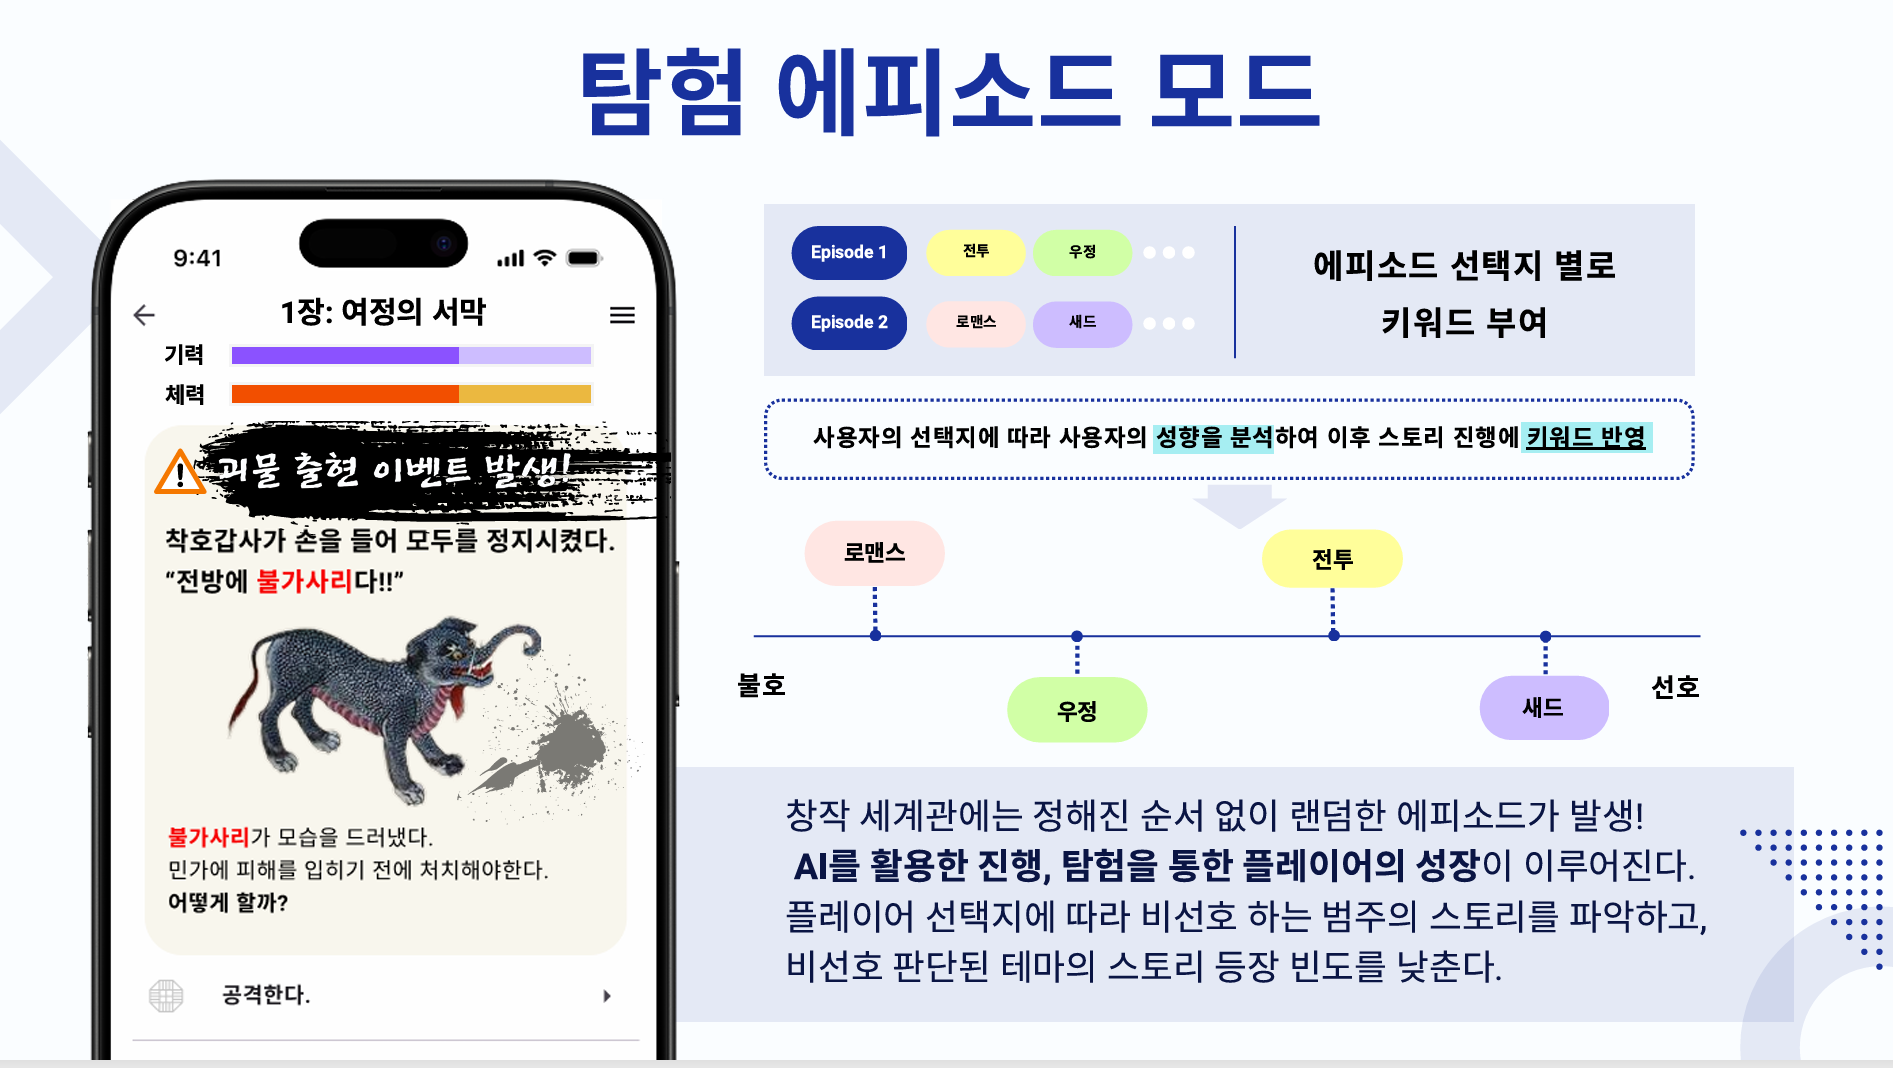 탐험 에피소드 모드
9:41
1장: 여정의 서막
기력
체력
괴물 출현 이벤트 발생!
착호갑사가 손을 들어 모두를 정지시켰다.
“전방에 불가사리다!!”
불가사리가 모습을 드러냈다.
민가에 피해를 입히기 전에 처치해야한다.
어떻게 할까?
공격한다.
Episode 1 전투 우정
Episode 2 로맨스 새드
에피소드 선택지 별로
키워드 부여
사용자의 선택지에 따라 사용자의 성향을 분석하여 이후 스토리 진행에 키워드 반영
로맨스
전투
불호
우정
새드
선호
창작 세계관에는 정해진 순서 없이 랜덤한 에피소드가 발생!
AI를 활용한 진행, 탐험을 통한 플레이어의 성장이 이루어진다.
플레이어 선택지에 따라 비선호 하는 범주의 스토리를 파악하고,
비선호 판단된 테마의 스토리 등장 빈도를 낮춘다.